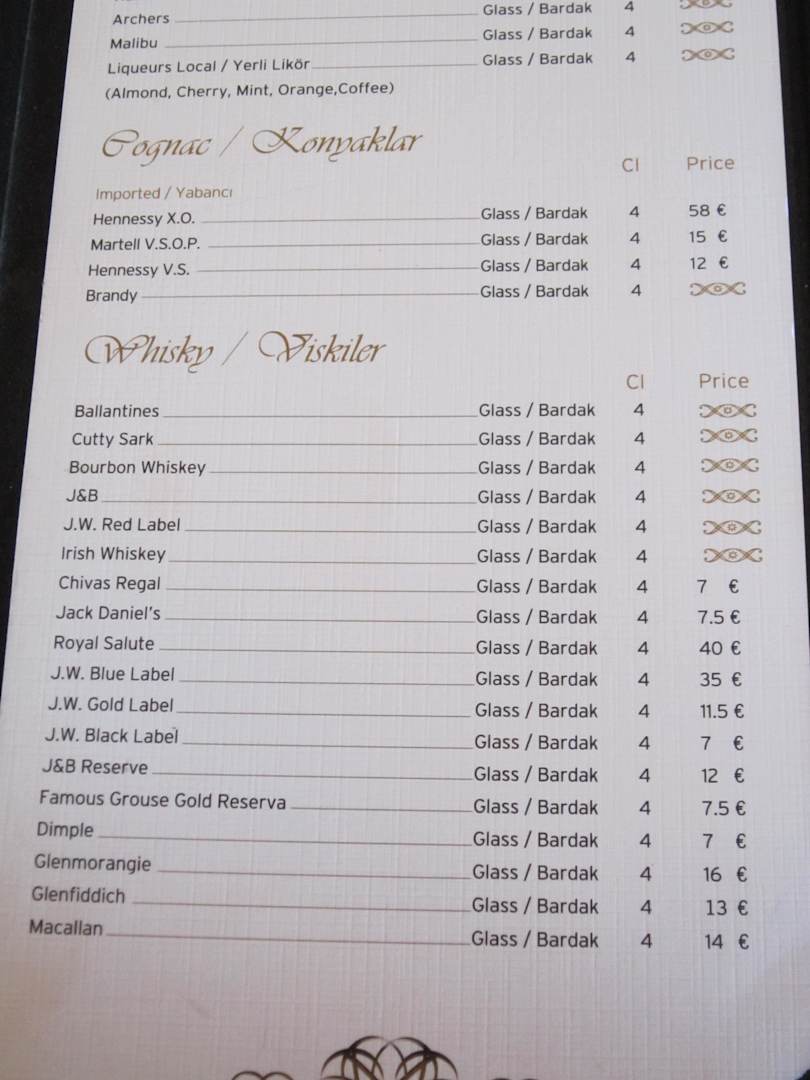 Archers Glass / Bardak 4
Malibu Glass / Bardak 4
Liqueurs Local / Yerli Likör Glass / Bardak 4
(Almond, Cherry, Mint, Orange,Coffee)
Cognac / Konyaklar
Cl Price
Imported / Yabancı
Hennessy X.O. Glass / Bardak 4 58 €
Martell V.S.O.P. Glass / Bardak 4 15 €
Hennessy V.S. Glass / Bardak 4 12 €
Brandy Glass / Bardak 4
Whisky / Viskiler
Cl Price
Ballantines Glass / Bardak 4
Cutty Sark Glass / Bardak 4
Bourbon Whiskey Glass / Bardak 4
J&B Glass / Bardak 4
J.W. Red Label Glass / Bardak 4
Irish Whiskey Glass / Bardak 4
Chivas Regal Glass / Bardak 4 7 €
Jack Daniel's Glass / Bardak 4 7.5 €
Royal Salute Glass / Bardak 4 40 €
J.W. Blue Label Glass / Bardak 4 35 €
J.W. Gold Label Glass / Bardak 4 11.5 €
J.W. Black Label Glass / Bardak 4 7 €
J&B Reserve Glass / Bardak 4 12 €
Famous Grouse Gold Reserva Glass / Bardak 4 7.5 €
Dimple Glass / Bardak 4 7 €
Glenmorangie Glass / Bardak 4 16 €
Glenfiddich Glass / Bardak 4 13 €
Macallan Glass / Bardak 4 14 €